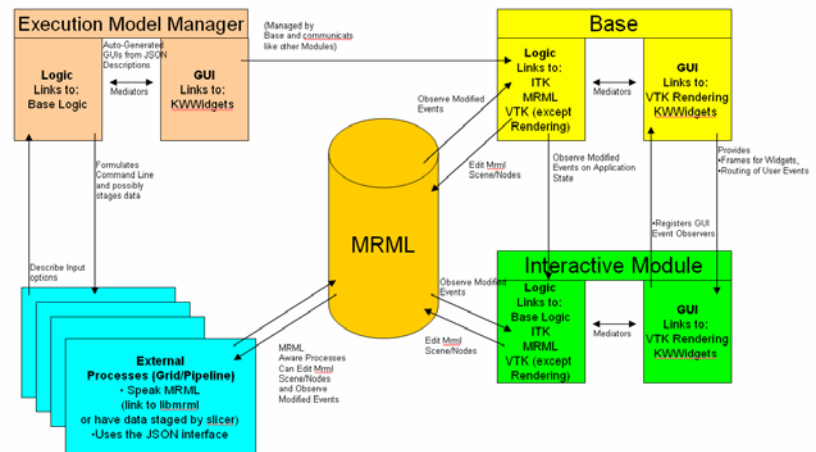 Execution Model Manager
Auto-Generated
GUIs from JSON
Descriptions
Logic
Links to:
Base Logic
Mediators
GUI
Links to:
KWWidgets
(Managed by
Base and communicats
like other Modules)
Base
Logic
Links to:
ITK
MRML
VTK (except
Rendering)
Mediators
GUI
Links to:
VTK Rendering
KWWidgets
Observe Modified
Events
Edit Mrml
Scene/Nodes
Observe Modified
Events on Application
State
Provides
•Frames for Widgets,
•Routing of User Events
Formulates
Command Line
and possibly
stages data
MRML
•Registers GUI
Event Observers
Describe Input
options
Observe Modified
Events
Edit Mrml
Scene/Nodes
Interactive Module
Logic
Links to:
Base Logic
ITK
MRML
VTK (except
Rendering)
Mediators
GUI
Links to:
VTK Rendering
KWWidgets
MRML
Aware Processes
Can Edit Mrml
Scene/Nodes
and Observe
Modified Events
External
Processes (Grid/Pipeline)
• Speak MRML
(link to libmrml
or have data staged by slicer)
•Uses the JSON interface